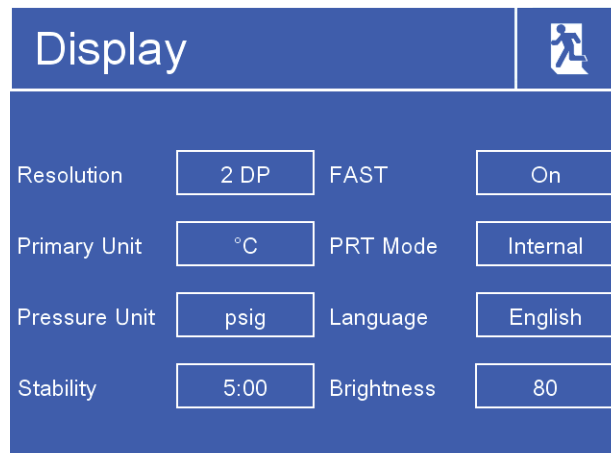 Display
Resolution 2 DP FAST On
Primary Unit °C PRT Mode Internal
Pressure Unit psig Language English
Stability 5:00 Brightness 80